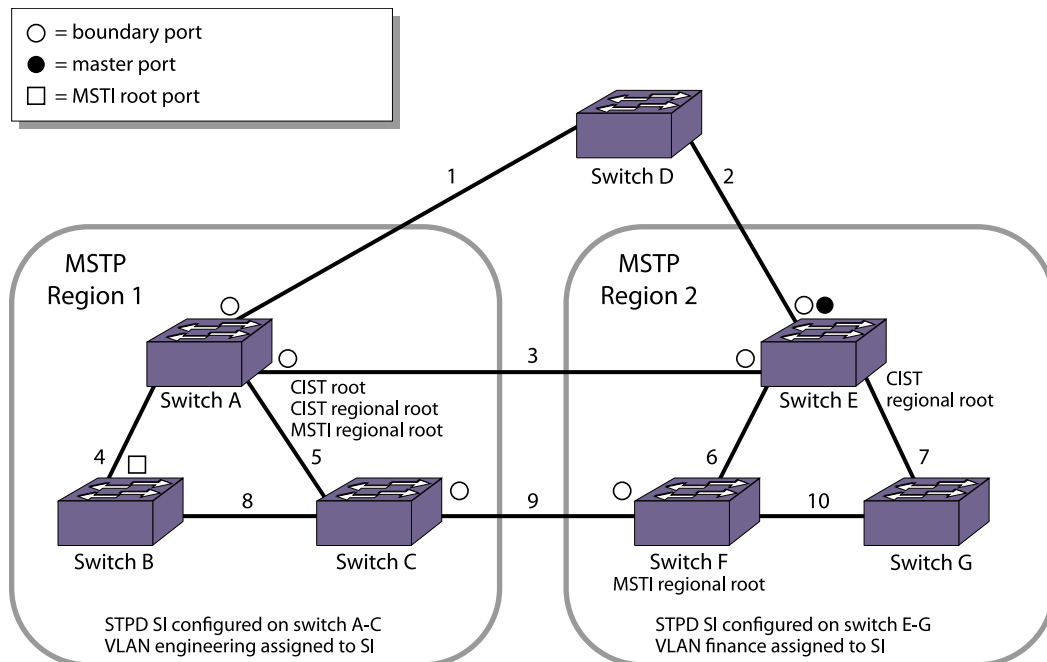 = boundary port
= master port
= MSTI root port
Switch D
1
2
MSTP
Region 1
MSTP
Region 2
3
Switch A
CIST root
CIST regional root
MSTI regional root
Switch E
CIST
regional root
4
5
6
7
8
9
10
Switch B
Switch C
Switch F
MSTI regional root
Switch G
STPD SI configured on switch A-C
VLAN engineering assigned to SI
STPD SI configured on switch E-G
VLAN finance assigned to SI